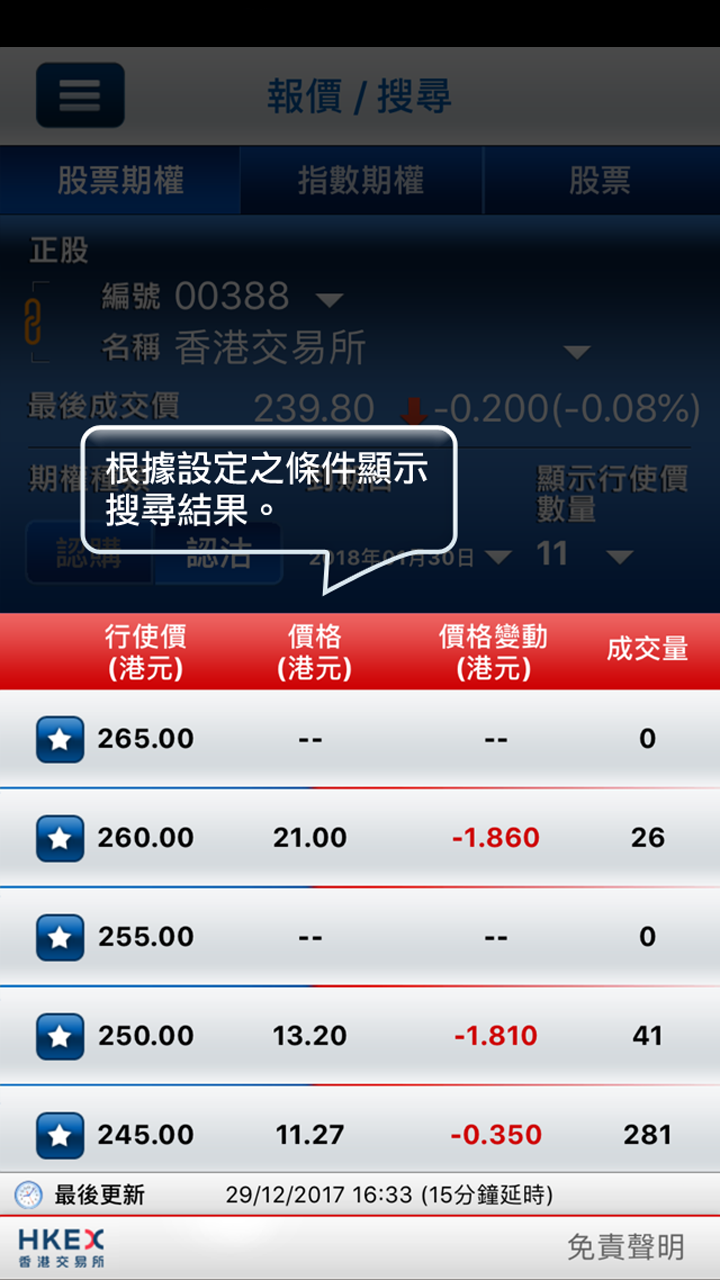 報價 / 搜尋
股票期權 指數期權 股票
正股
編號 00388
名稱 香港交易所
最後成交價 239.80 -0.200(-0.08%)
根據設定之條件顯示
搜尋結果。
期權種類 到期日 顯示行使價
數量
認購 認沽 2018年01月30日 11
行使價 價格 價格變動 成交量
(港元) (港元) (港元)
265.00 -- -- 0
260.00 21.00 -1.860 26
255.00 -- -- 0
250.00 13.20 -1.810 41
245.00 11.27 -0.350 281
最後更新 29/12/2017 16:33 (15分鐘延時)
HKEX
香港交易所
免責聲明